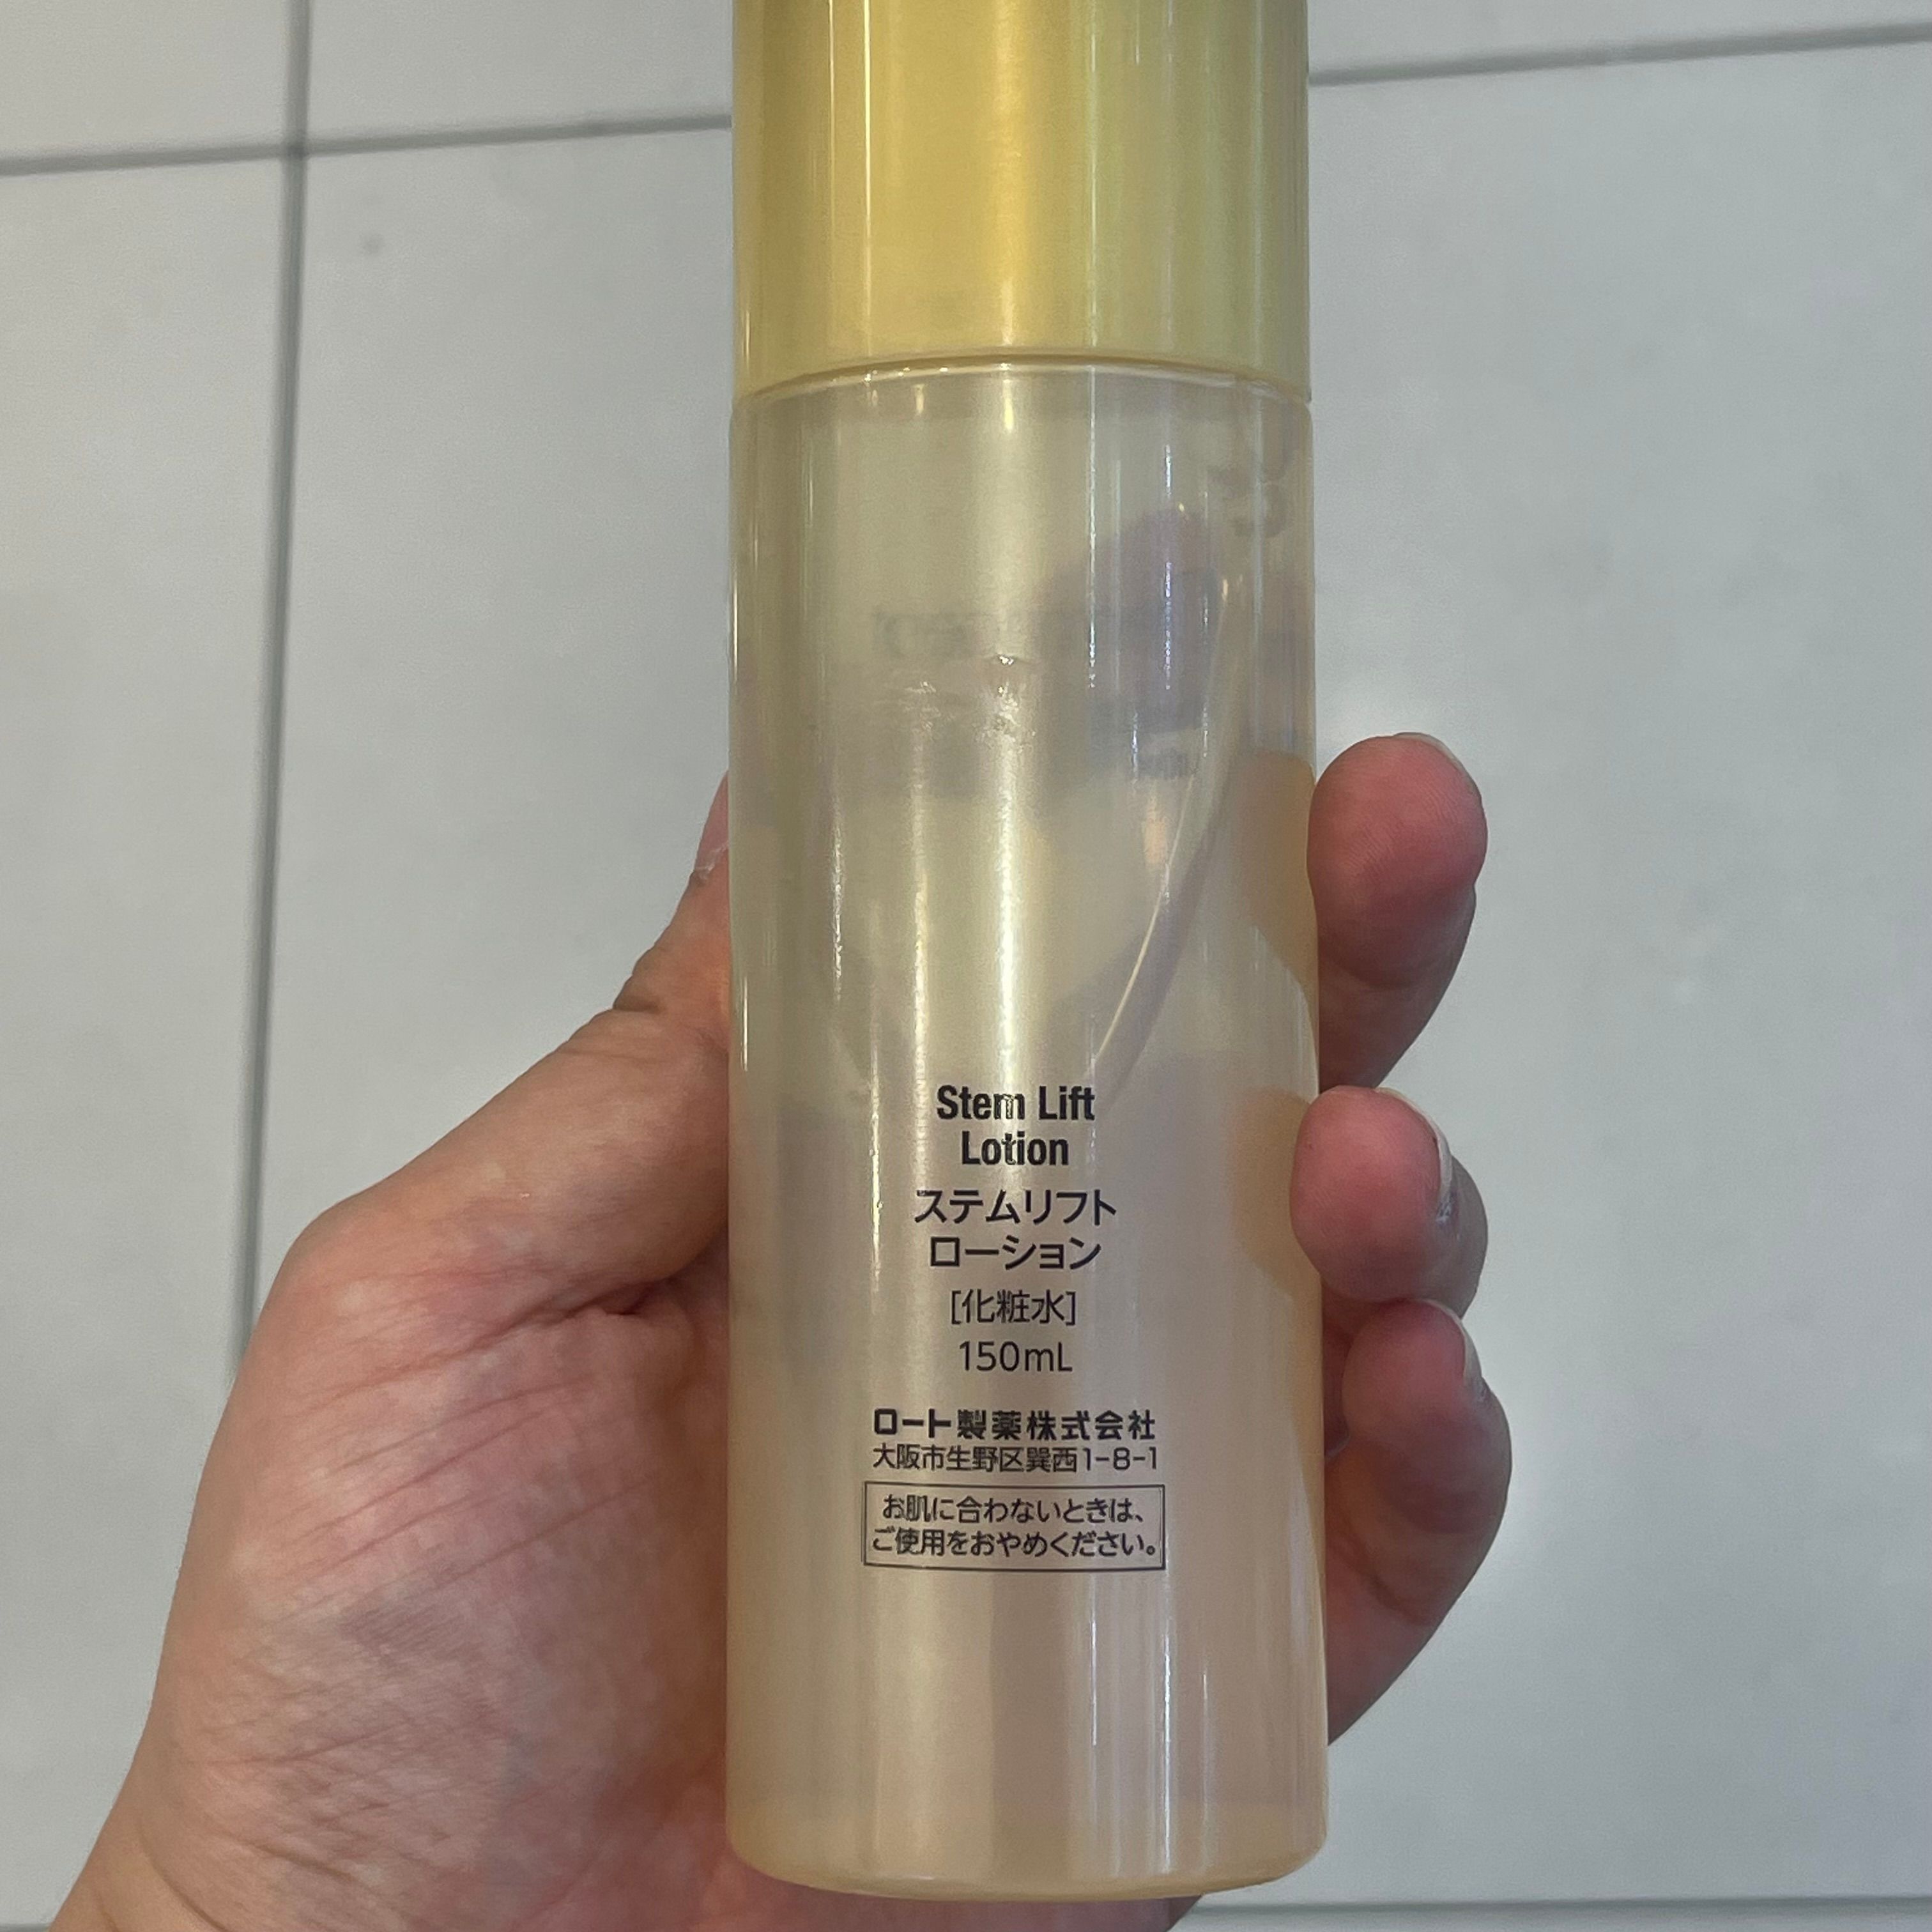 Stem Lift
Lotion
ステムリフト
ローション
[化粧水]
150mL
ロート製薬株式会社
大阪市生野区巽西1-8-1
お肌に合わないときは、
ご使用をおやめください。